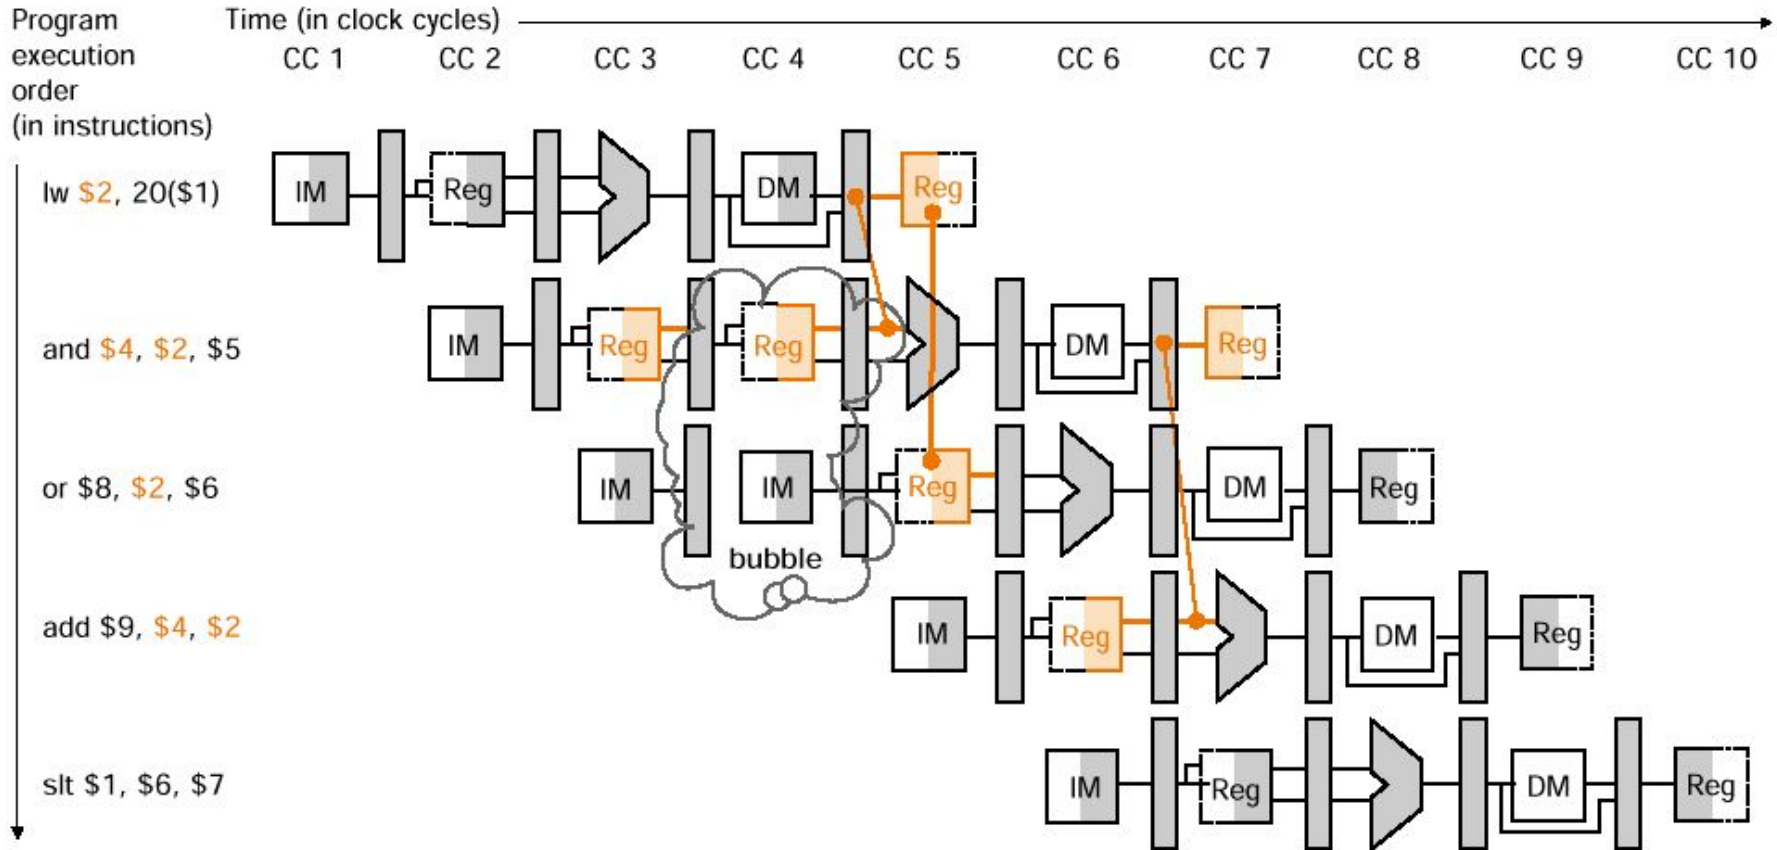 Program
execution
order
(in instructions)
Time (in clock cycles)
CC 1 CC 2 CC 3 CC 4 CC 5 CC 6 CC 7 CC 8 CC 9 CC 10
lw $2, 20($1)
IM Reg DM Reg
and $4, $2, $5
IM Reg Reg DM Reg
or $8, $2, $6
IM IM Reg DM Reg
bubble
add $9, $4, $2
IM Reg DM Reg
slt $1, $6, $7
IM Reg DM Reg